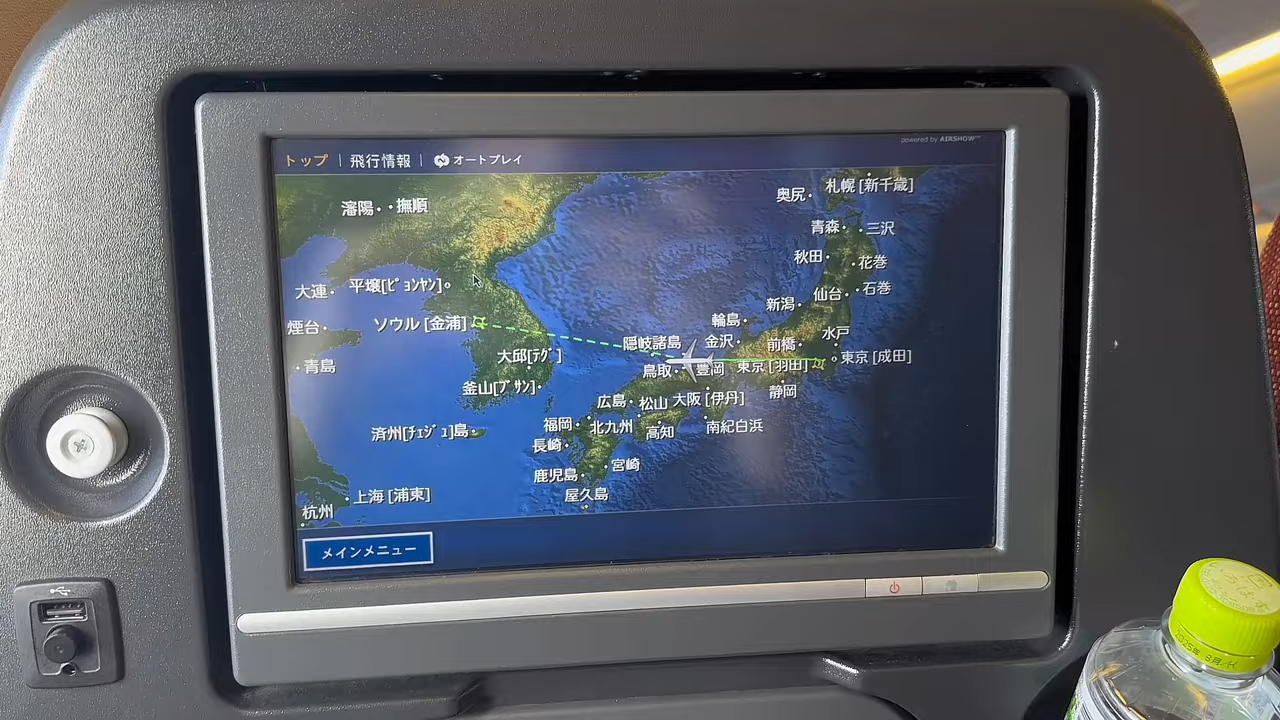 powered by AIRSHOW
トップ | 飛行情報 | オートプレイ
奥尻 札幌 [新千歳]
瀋陽 撫順
青森 三沢
秋田 花巻
大連 平壌[ﾋﾟｮﾝﾔﾝ]
新潟 仙台 石巻
煙台 ソウル [金浦]
輪島 水戸
隠岐諸島 金沢 前橋
青島 大邱[ﾃｸﾞ]
鳥取 豊岡 東京 [羽田] 東京 [成田]
釜山[ﾌﾟｻﾝ]
広島 松山 大阪 [伊丹] 静岡
済州[ﾁｪｼﾞｭ]島
福岡 北九州 高知 南紀白浜
長崎
鹿児島 宮崎
上海 [浦東] 屋久島
杭州
メインメニュー
2025年 8月